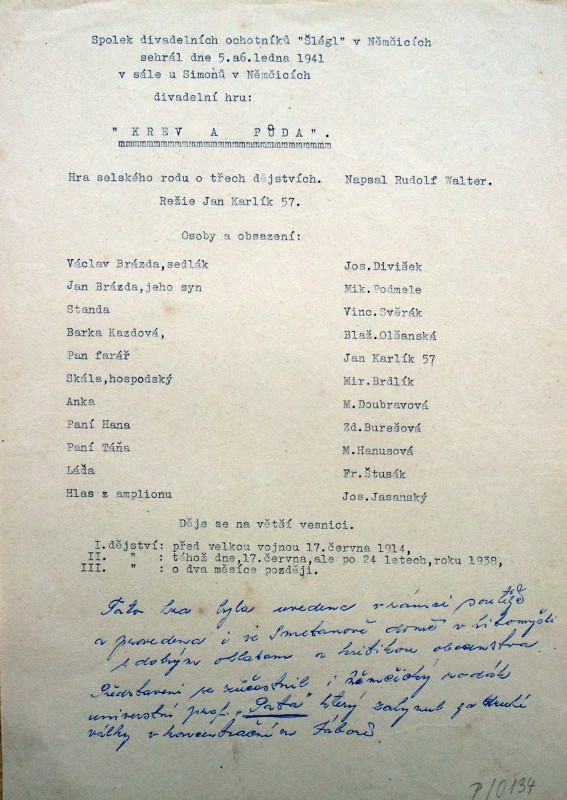 Spolek divadelních ochotníků "Šlégl" v Němčicích
sehrál dne 5.a6.ledna 1941
v sále u Simonů v Němčicích
divadelní hru:
" K R E V   A   P Ů D A ".
mmmmmmmmmmmmmmmmmmmmmmmmmmmm
Hra selského rodu o třech dějstvích. Napsal Rudolf Walter.
Režie Jan Karlík 57.
Osoby a obsazení:
Václav Brázda,sedlák Jos.Divišek
Jan Brázda,jeho syn Mik.Podmele
Standa Vinc.Svěrák
Barka Kazdová, Blaž.Olšanská
Pan farář Jan Karlík 57
Skála,hospodský Mir.Brdlík
Anka M.Doubravová
Paní Hana Zd.Burešová
Paní Táňa M.Hanusová
Láďa Fr.Štusák
Hlas z amplionu Jos.Jasanský
Děje se na větší vesnici.
I.dějství: před velkou vojnou 17.června 1914,
II. " : táhož dne,17.června,ale po 24 letech,roku 1938,
III. " : o dva měsíce později.
Tato hra byla uvedena v rámci soutěže
a provedena i ve Smetanově domě v Litomyšli
s dobrým ohlasem a kritikou obecenstva.
Představení se zúčastnil i němčický rodák
universtní prof. "Pata" který zahynul za druhé
války v koncentračním táboře.
P/0134